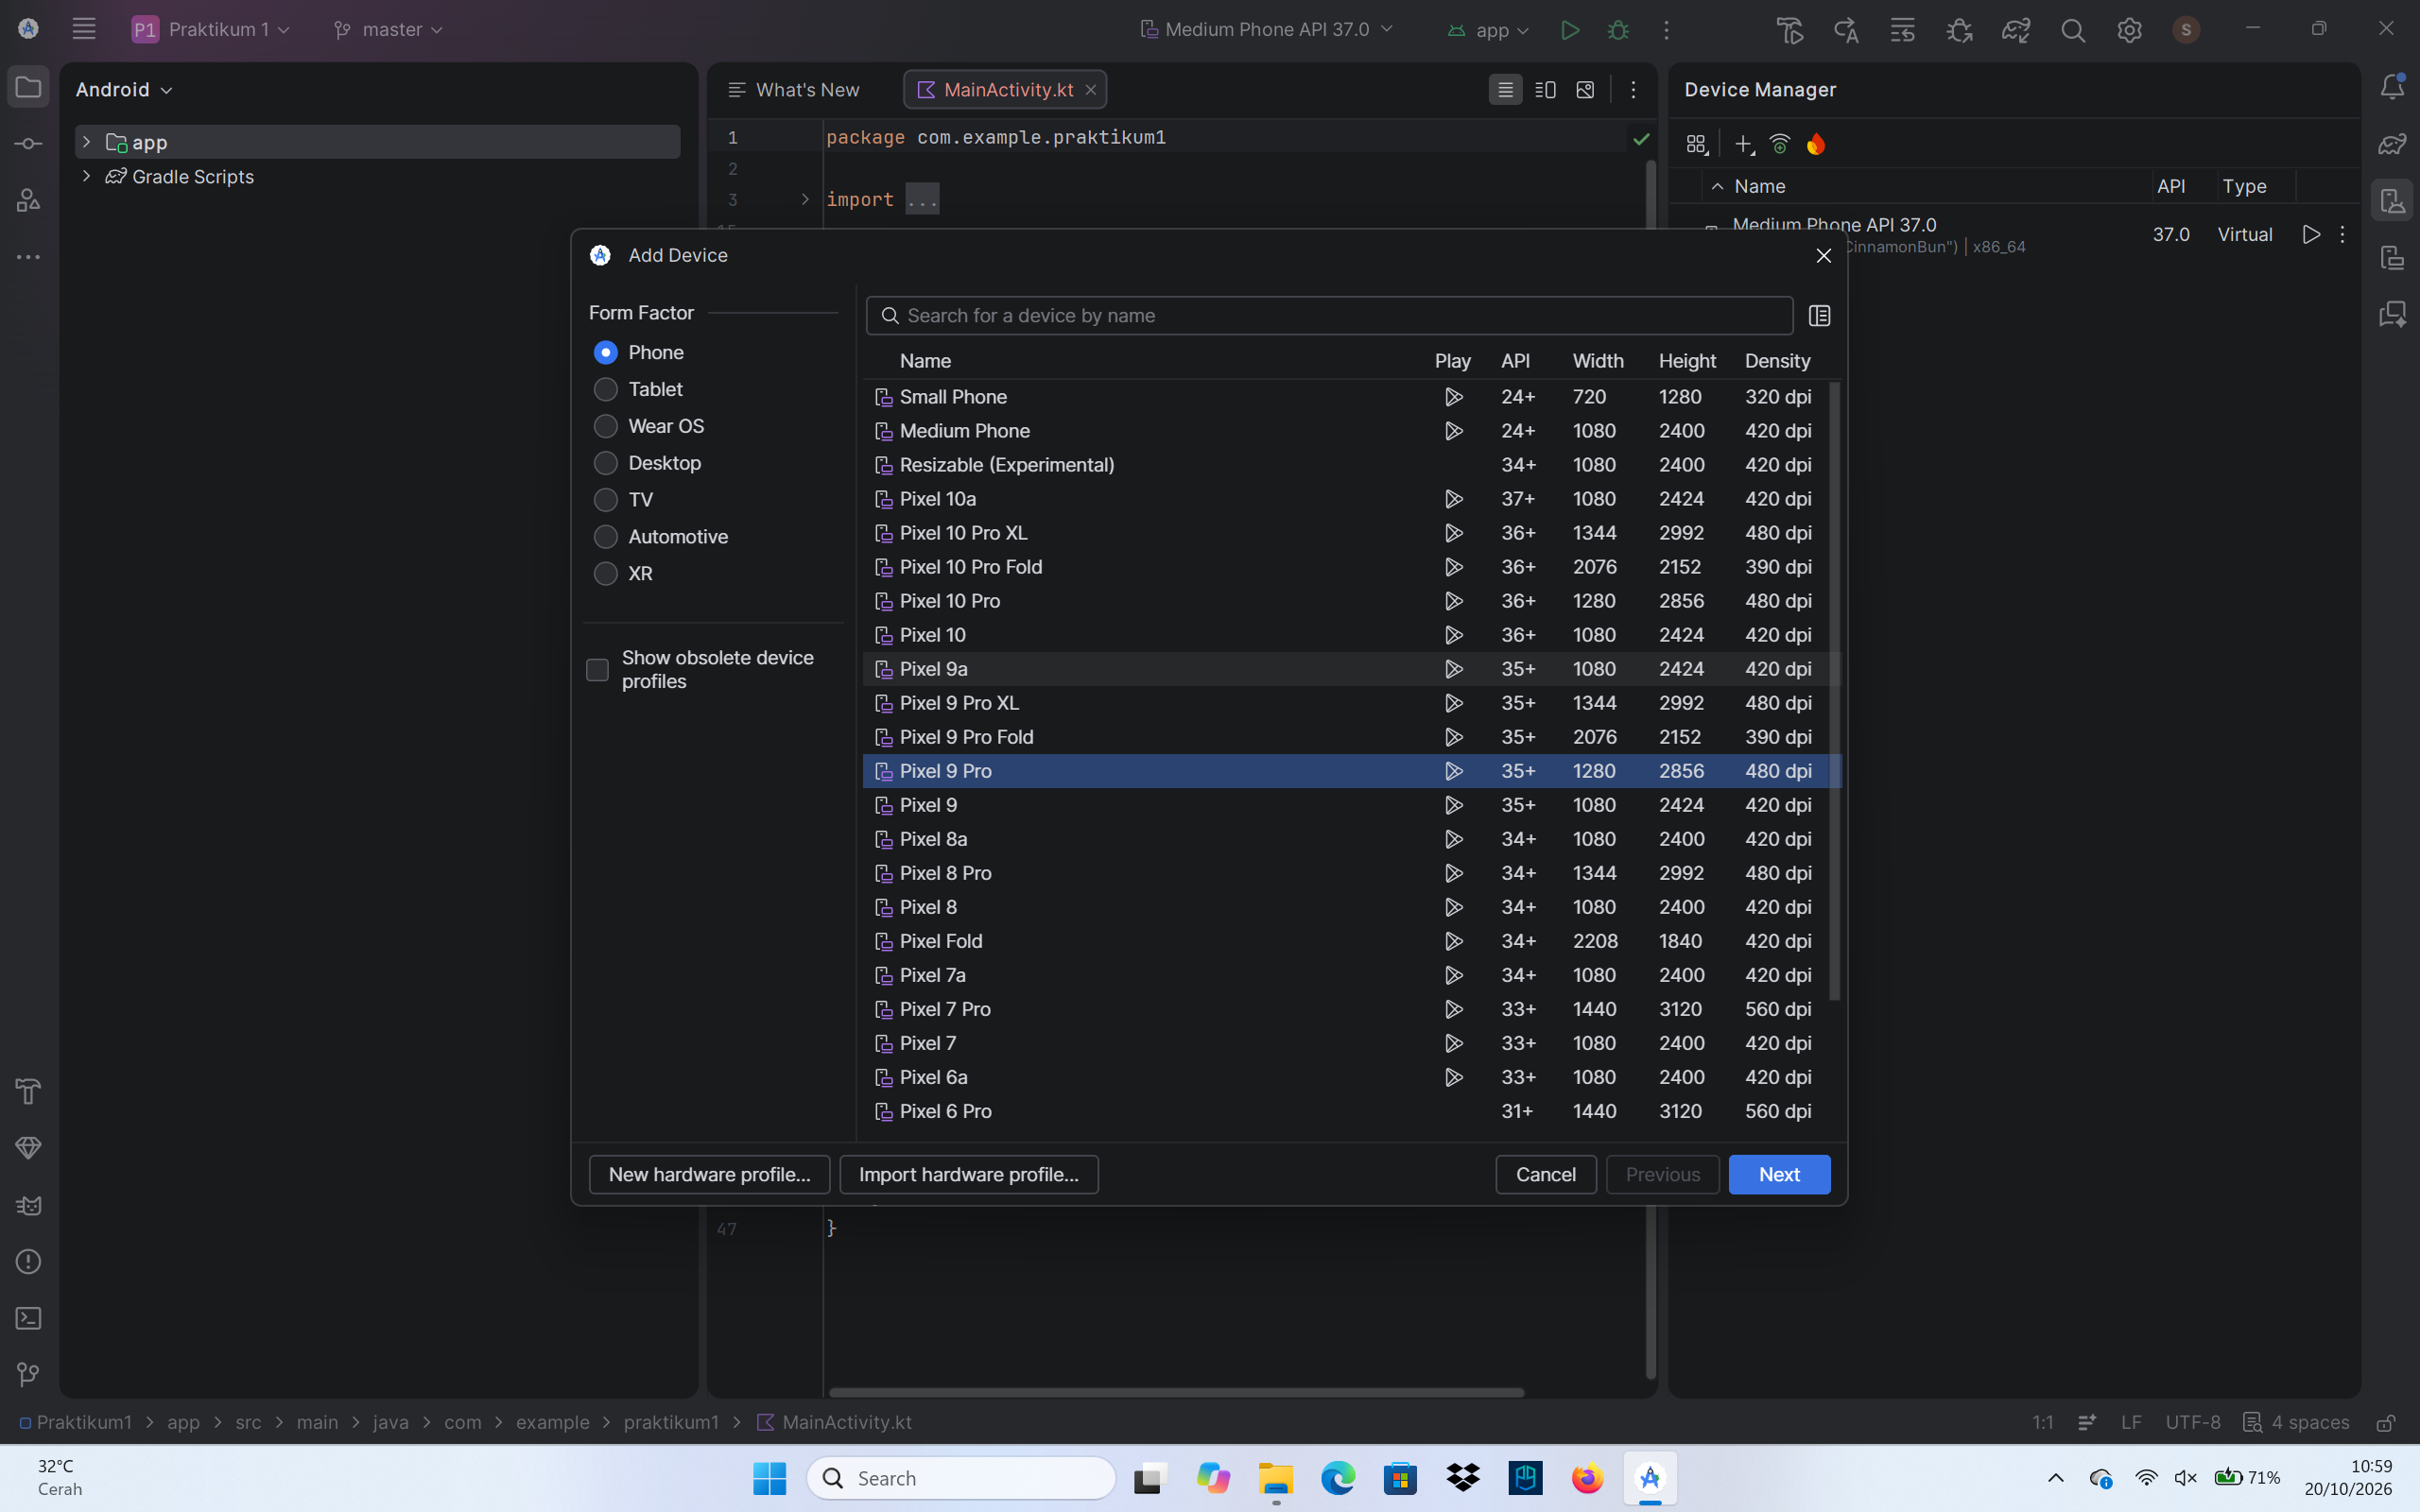 P1 Praktikum 1 master Medium Phone API 37.0 app S
Android
app
Gradle Scripts
What's New MainActivity.kt
1 package com.example.praktikum1
2
3 import ...
47 }
Device Manager
Name API Type
Medium Phone API 37.0
CinnamonBun") | x86_64 37.0 Virtual
Add Device
Form Factor
Phone
Tablet
Wear OS
Desktop
TV
Automotive
XR
Show obsolete device
profiles
Search for a device by name
Name Play API Width Height Density
Small Phone 24+ 720 1280 320 dpi
Medium Phone 24+ 1080 2400 420 dpi
Resizable (Experimental) 34+ 1080 2400 420 dpi
Pixel 10a 37+ 1080 2424 420 dpi
Pixel 10 Pro XL 36+ 1344 2992 480 dpi
Pixel 10 Pro Fold 36+ 2076 2152 390 dpi
Pixel 10 Pro 36+ 1280 2856 480 dpi
Pixel 10 36+ 1080 2424 420 dpi
Pixel 9a 35+ 1080 2424 420 dpi
Pixel 9 Pro XL 35+ 1344 2992 480 dpi
Pixel 9 Pro Fold 35+ 2076 2152 390 dpi
Pixel 9 Pro 35+ 1280 2856 480 dpi
Pixel 9 35+ 1080 2424 420 dpi
Pixel 8a 34+ 1080 2400 420 dpi
Pixel 8 Pro 34+ 1344 2992 480 dpi
Pixel 8 34+ 1080 2400 420 dpi
Pixel Fold 34+ 2208 1840 420 dpi
Pixel 7a 34+ 1080 2400 420 dpi
Pixel 7 Pro 33+ 1440 3120 560 dpi
Pixel 7 33+ 1080 2400 420 dpi
Pixel 6a 33+ 1080 2400 420 dpi
Pixel 6 Pro 31+ 1440 3120 560 dpi
New hardware profile... Import hardware profile... Cancel Previous Next
Praktikum1 > app > src > main > java > com > example > praktikum1 > MainActivity.kt 1:1 LF UTF-8 4 spaces
32°C
Cerah
Search
71%
10:59
20/10/2026